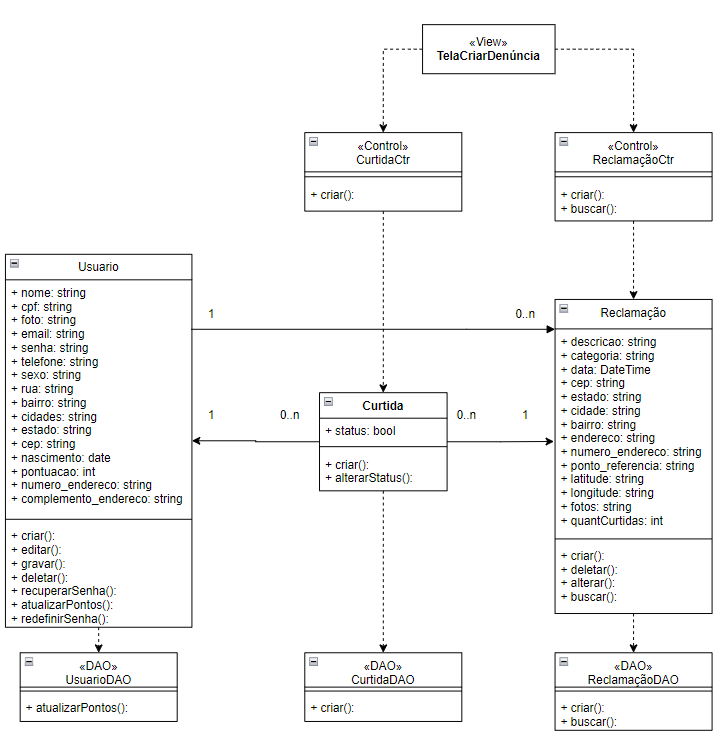 «View»
TelaCriarDenúncia
«Control»
CurtidaCtr
+ criar():
«Control»
ReclamaçãoCtr
+ criar():
+ buscar():
Usuario
+ nome: string
+ cpf: string
+ foto: string
+ email: string
+ senha: string
+ telefone: string
+ sexo: string
+ rua: string
+ bairro: string
+ cidades: string
+ estado: string
+ cep: string
+ nascimento: date
+ pontuacao: int
+ numero_endereco: string
+ complemento_endereco: string
+ criar():
+ editar():
+ gravar():
+ deletar():
+ recuperarSenha():
+ atualizarPontos():
+ redefinirSenha():
1
0..n
1
0..n
Curtida
+ status: bool
+ criar():
+ alterarStatus():
0..n
1
Reclamação
+ descricao: string
+ categoria: string
+ data: DateTime
+ cep: string
+ estado: string
+ cidade: string
+ bairro: string
+ endereco: string
+ numero_endereco: string
+ ponto_referencia: string
+ latitude: string
+ longitude: string
+ fotos: string
+ quantCurtidas: int
+ criar():
+ deletar():
+ alterar():
+ buscar():
«DAO»
UsuarioDAO
+ atualizarPontos():
«DAO»
CurtidaDAO
+ criar():
«DAO»
ReclamaçãoDAO
+ criar():
+ buscar():